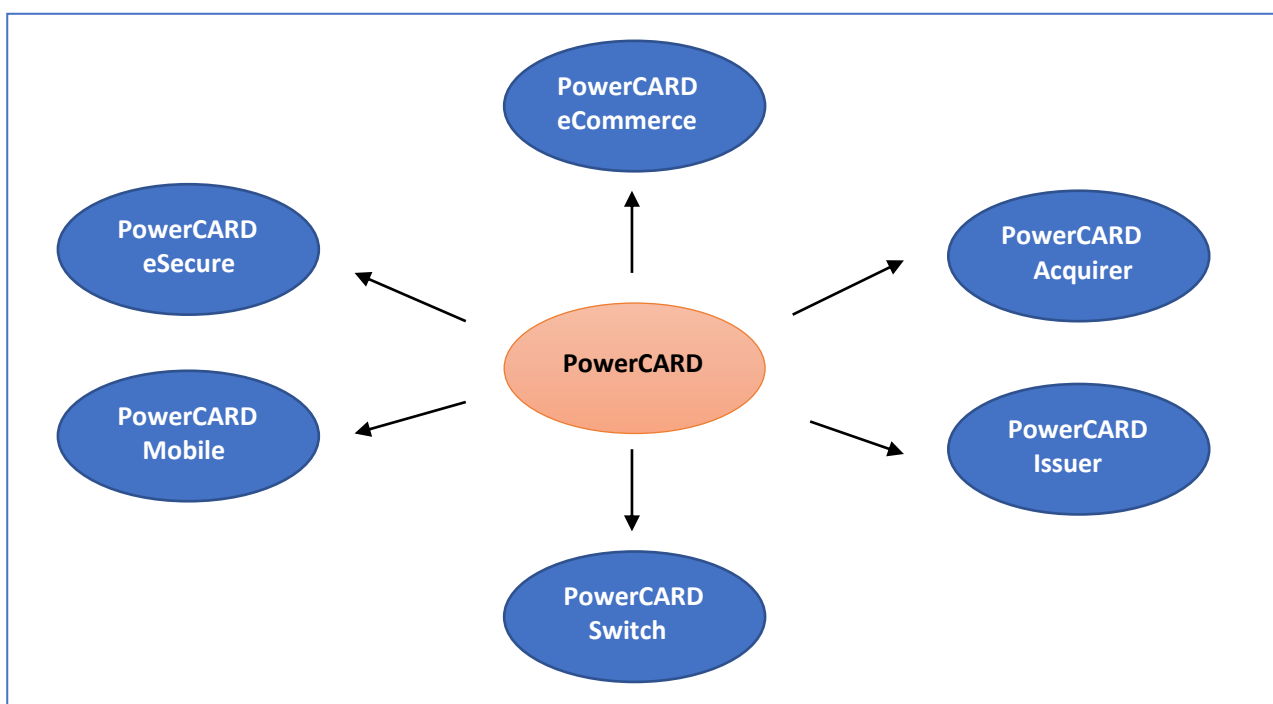 PowerCARD
eCommerce
PowerCARD
eSecure
PowerCARD
Acquirer
PowerCARD
PowerCARD
Mobile
PowerCARD
Issuer
PowerCARD
Switch